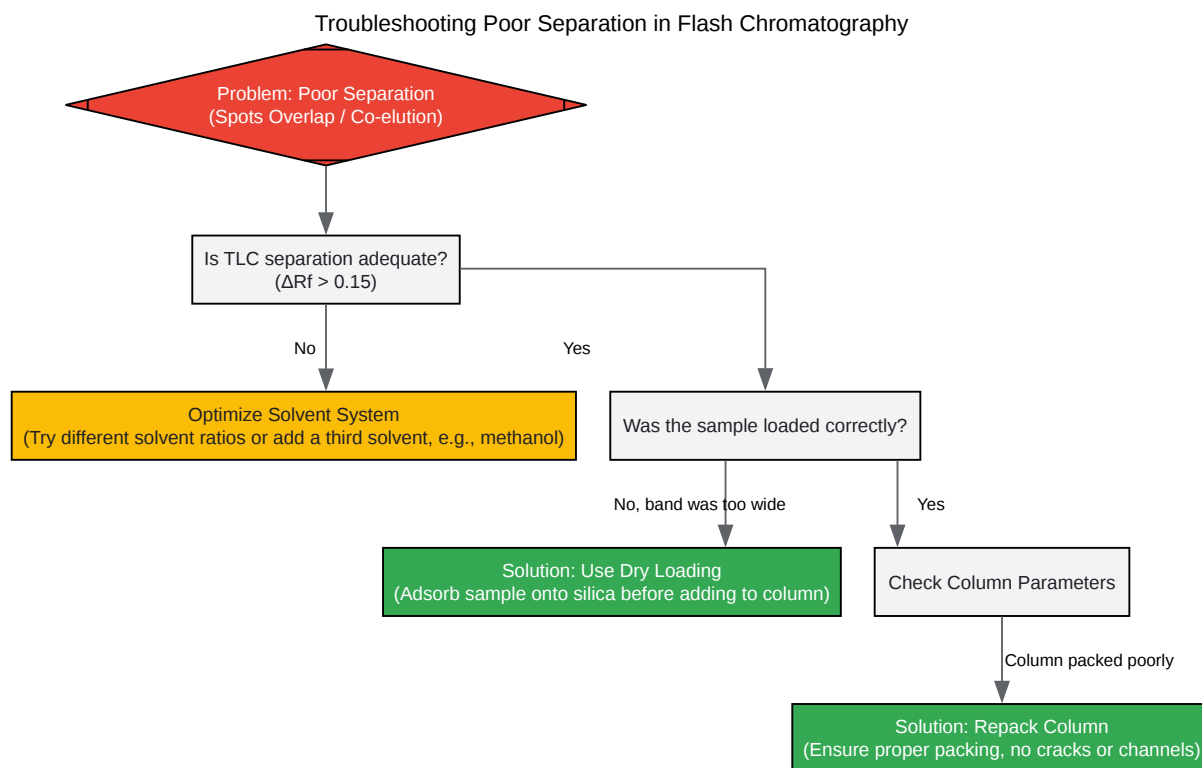 Troubleshooting Poor Separation in Flash Chromatography
Problem: Poor Separation
(Spots Overlap / Co-elution)
Is TLC separation adequate?
(ΔRf > 0.15)
No
Yes
Optimize Solvent System
(Try different solvent ratios or add a third solvent, e.g., methanol)
Was the sample loaded correctly?
No, band was too wide
Yes
Solution: Use Dry Loading
(Adsorb sample onto silica before adding to column)
Check Column Parameters
Column packed poorly
Solution: Repack Column
(Ensure proper packing, no cracks or channels)